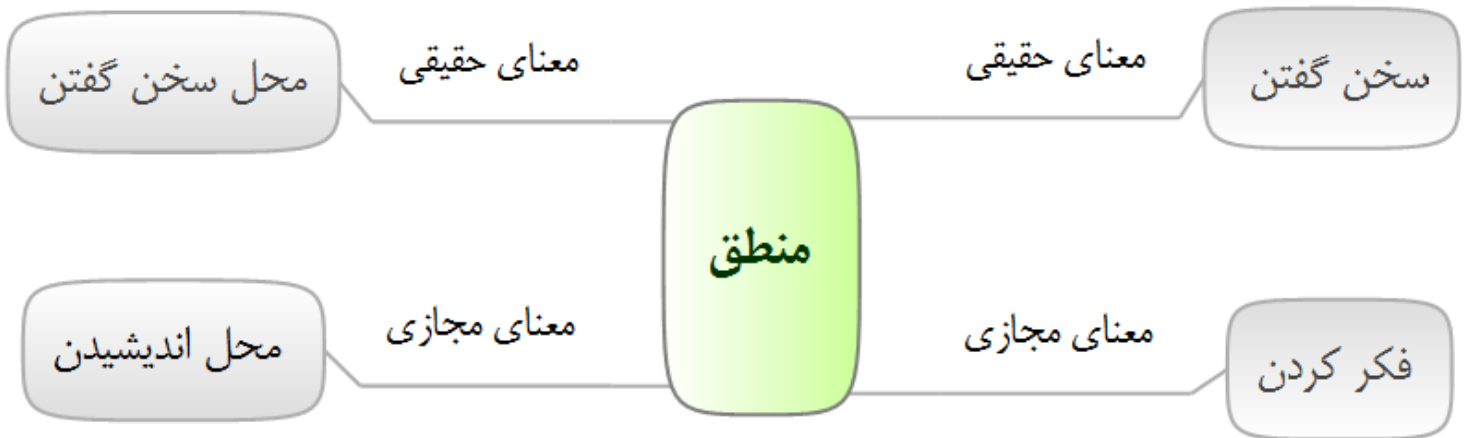 سخن گفتن
معنای حقیقی
معنای حقیقی
محل سخن گفتن
منطق
فکر کردن
معنای مجازی
معنای مجازی
محل اندیشیدن